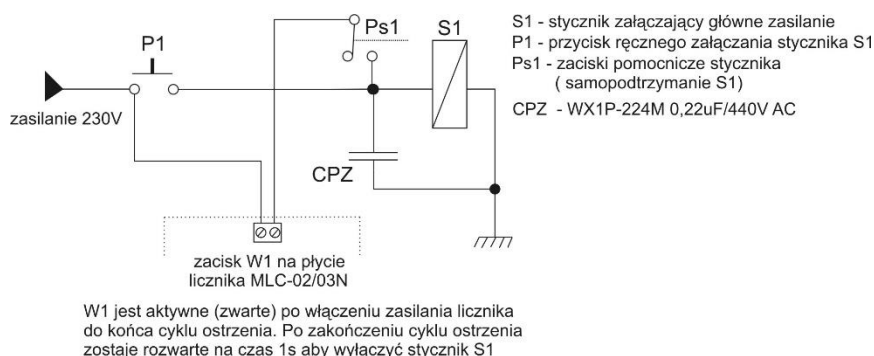 P1
zasilanie 230V
Ps1
S1
CPZ
S1 - stycznik załączający główne zasilanie
P1 - przycisk ręcznego załączania stycznika S1
Ps1 - zaciski pomocnicze stycznika
( samopodtrzymanie S1)
CPZ - WX1P-224M 0,22uF/440V AC
zacisk W1 na płycie
licznika MLC-02/03N
W1 jest aktywne (zwarte) po włączeniu zasilania licznika
do końca cyklu ostrzenia. Po zakończeniu cyklu ostrzenia
zostaje rozwarte na czas 1s aby wyłaczyć stycznik S1